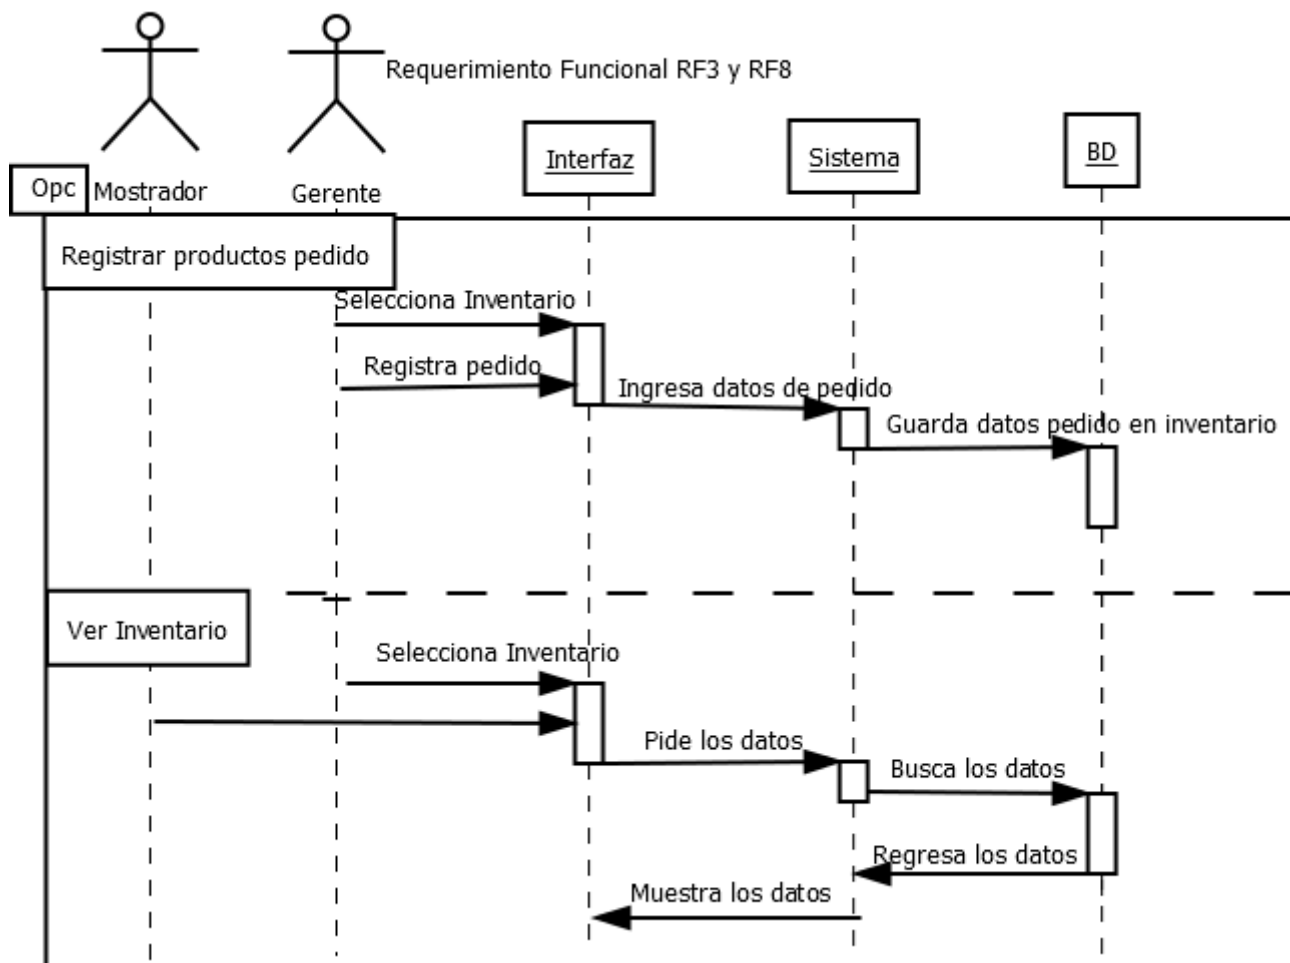 Requerimiento Funcional RF3 y RF8
Interfaz
Sistema
BD
Opc
Mostrador
Gerente
Registrar productos pedido
Selecciona Inventario
Registra pedido
Ingresa datos de pedido
Guarda datos pedido en inventario
Ver Inventario
Selecciona Inventario
Pide los datos
Busca los datos
Regresa los datos
Muestra los datos